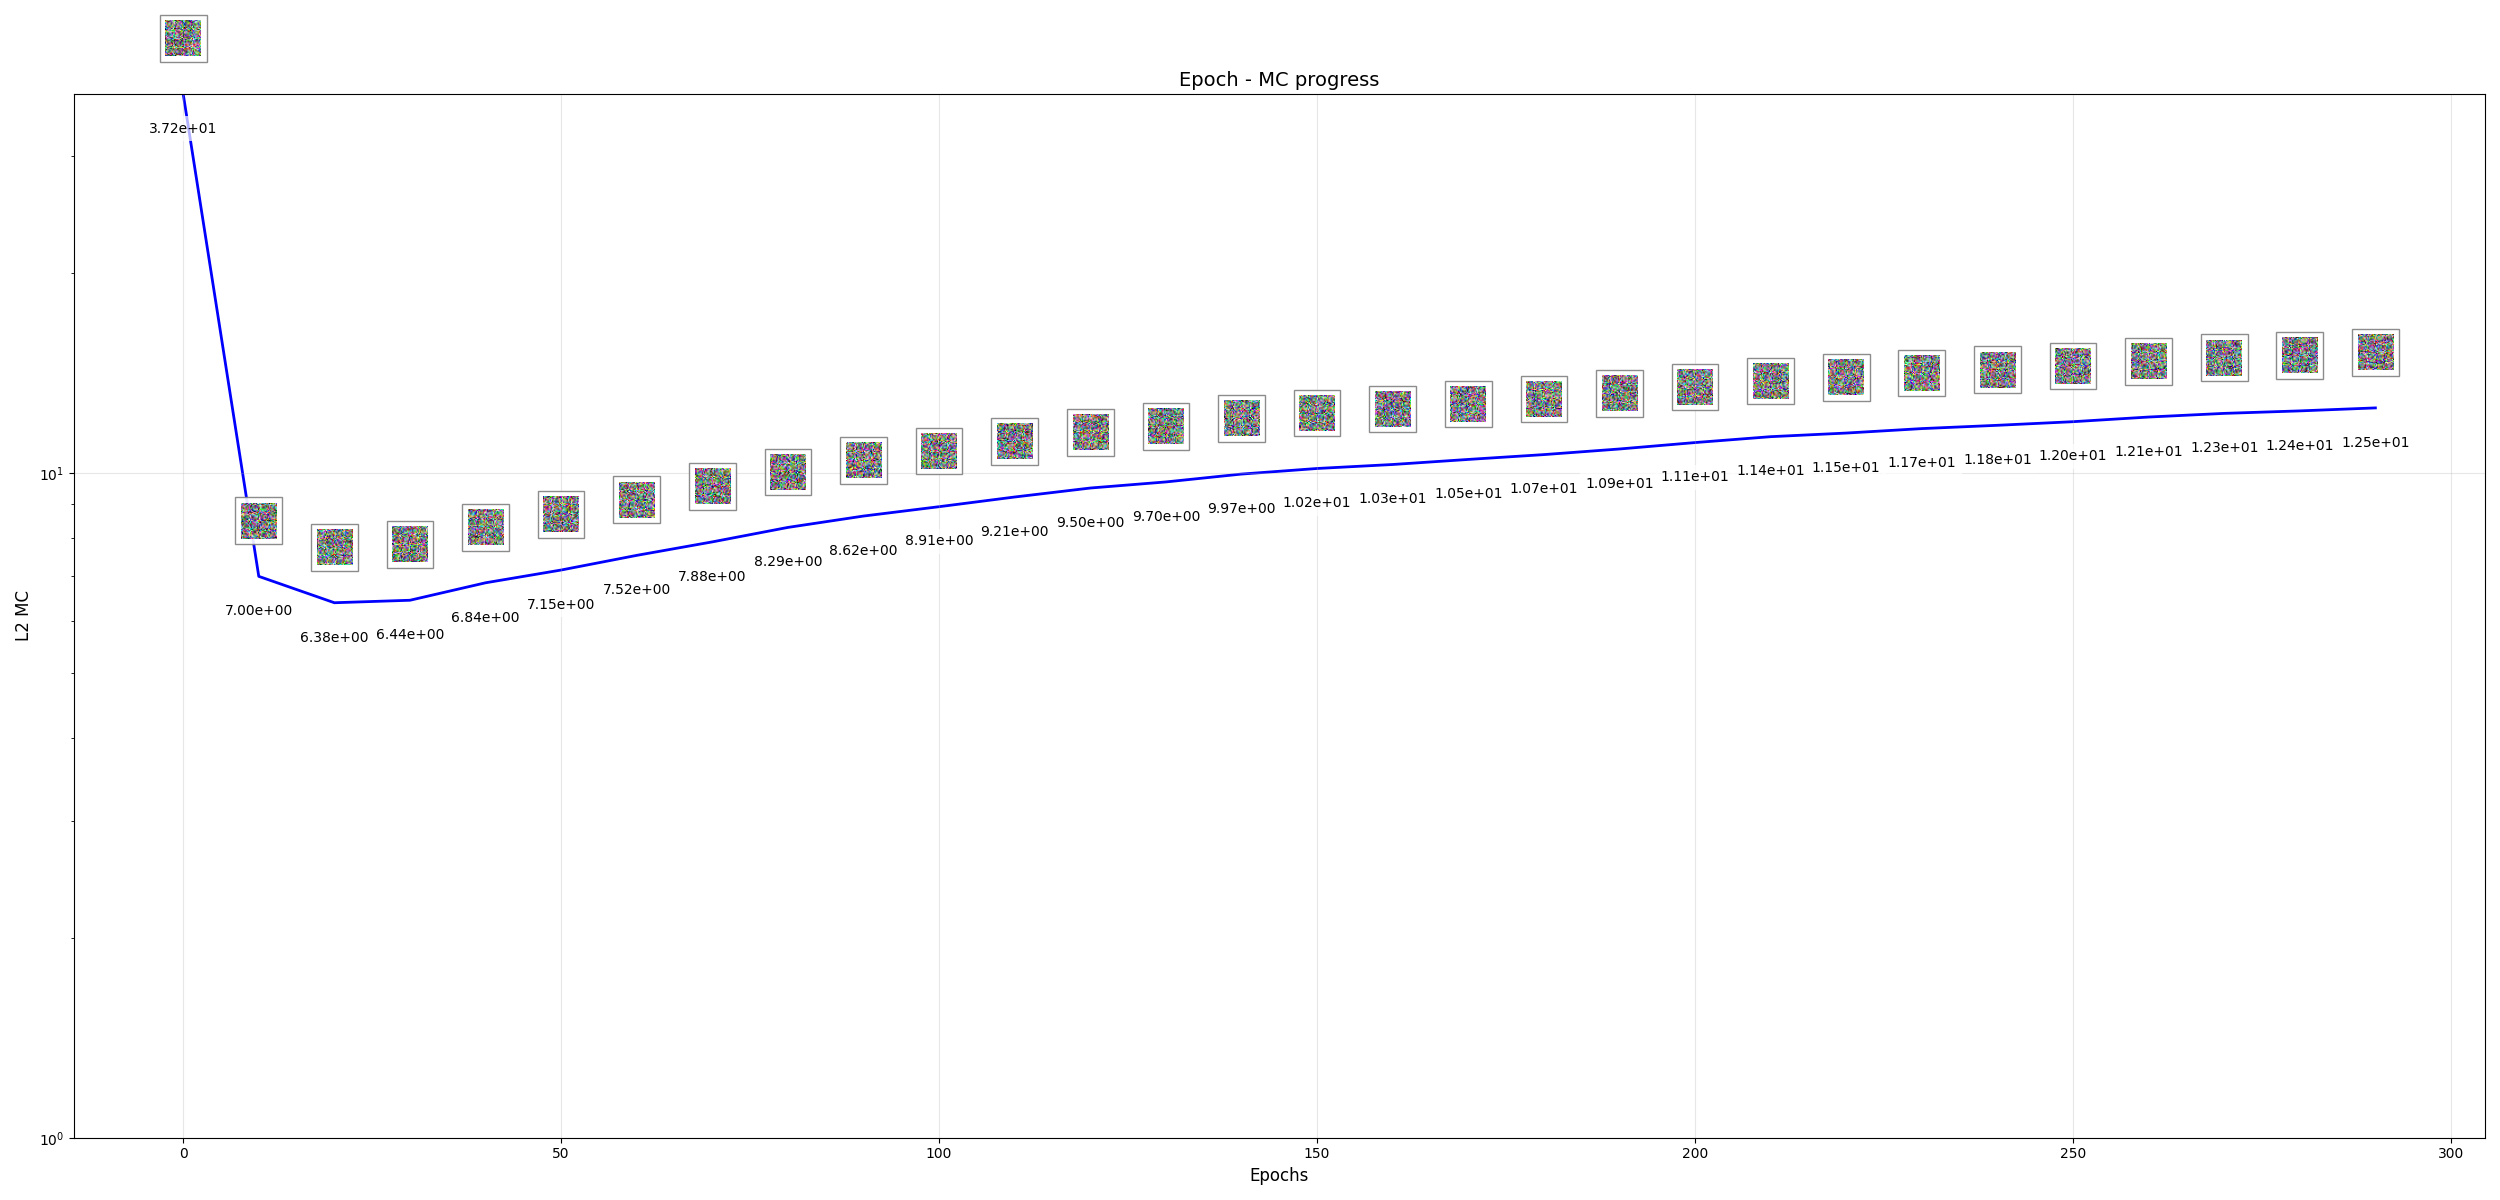 Epoch - MC progress
3.72e+01
7.00e+00
6.38e+00
6.44e+00
6.84e+00
7.15e+00
7.52e+00
7.88e+00
8.29e+00
8.62e+00
8.91e+00
9.21e+00
9.50e+00
9.70e+00
9.97e+00
1.02e+01
1.03e+01
1.05e+01
1.07e+01
1.09e+01
1.11e+01
1.14e+01
1.15e+01
1.17e+01
1.18e+01
1.20e+01
1.21e+01
1.23e+01
1.24e+01
1.25e+01
10¹
10⁰
L2 MC
0 50 100 150 200 250 300
Epochs